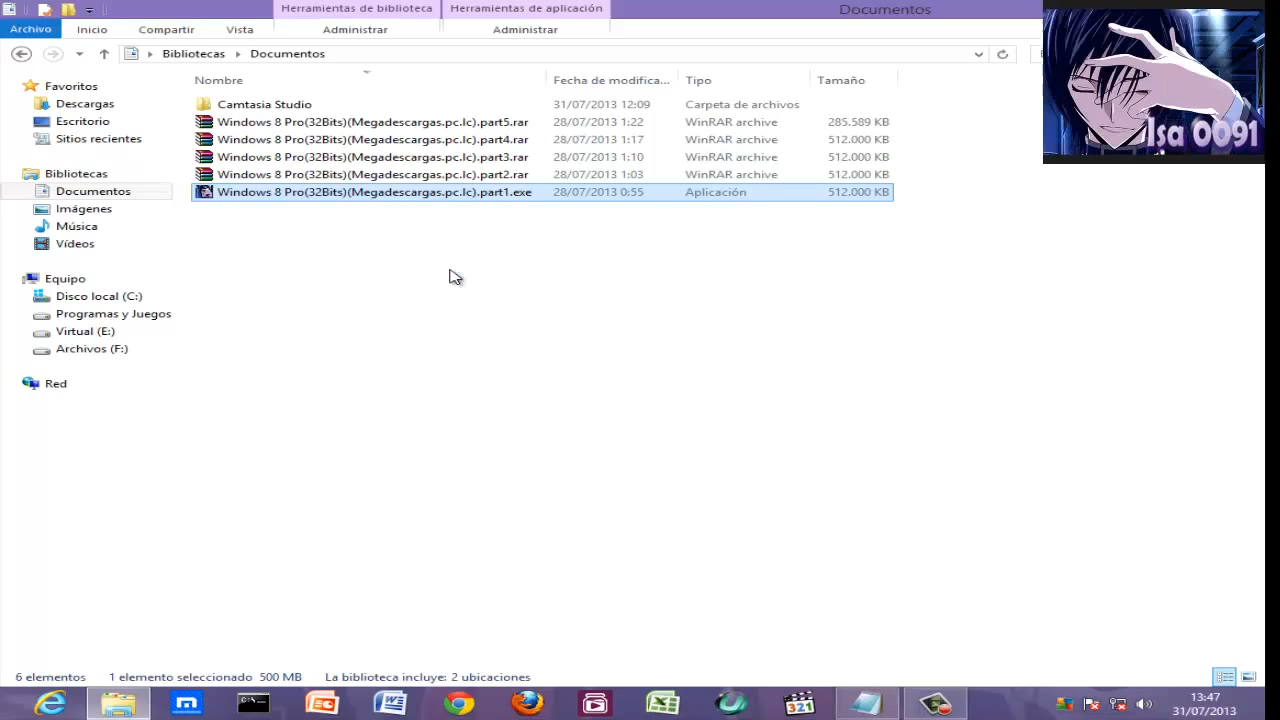 Herramientas de biblioteca
Herramientas de aplicación
Documentos
Archivo
Inicio
Compartir
Vista
Administrar
Administrar
Bibliotecas
Documentos
Nombre
Fecha de modifica...
Tipo
Tamaño
Favoritos
Descargas
Escritorio
Sitios recientes
Bibliotecas
Documentos
Imágenes
Música
Vídeos
Equipo
Disco local (C:)
Programas y Juegos
Virtual (E:)
Archivos (F:)
Red
Camtasia Studio 31/07/2013 12:09 Carpeta de archivos
Windows 8 Pro(32Bits)(Megadescargas.pc.lc).part5.rar 28/07/2013 1:22 WinRAR archive 285.589 KB
Windows 8 Pro(32Bits)(Megadescargas.pc.lc).part4.rar 28/07/2013 1:17 WinRAR archive 512.000 KB
Windows 8 Pro(32Bits)(Megadescargas.pc.lc).part3.rar 28/07/2013 1:10 WinRAR archive 512.000 KB
Windows 8 Pro(32Bits)(Megadescargas.pc.lc).part2.rar 28/07/2013 1:03 WinRAR archive 512.000 KB
Windows 8 Pro(32Bits)(Megadescargas.pc.lc).part1.exe 28/07/2013 0:55 Aplicación 512.000 KB
Isa 0091
6 elementos
1 elemento seleccionado 500 MB
La biblioteca incluye: 2 ubicaciones
321
13:47
31/07/2013